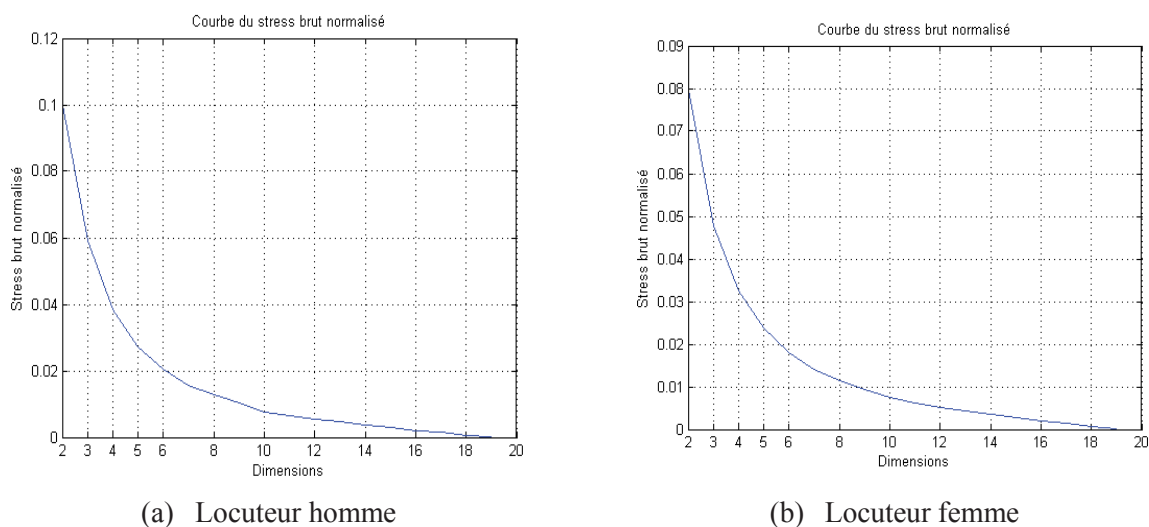 Courbe du stress brut normalisé
0.12
0.1
0.08
0.06
0.04
0.02
0
Stress brut normalisé
2 3 4 5 6 8 10 12 14 16 18 20
Dimensions
(a) Locuteur homme
Courbe du stress brut normalisé
0.09
0.08
0.07
0.06
0.05
0.04
0.03
0.02
0.01
0
Stress brut normalisé
2 3 4 5 6 8 10 12 14 16 18 20
Dimensions
(b) Locuteur femme